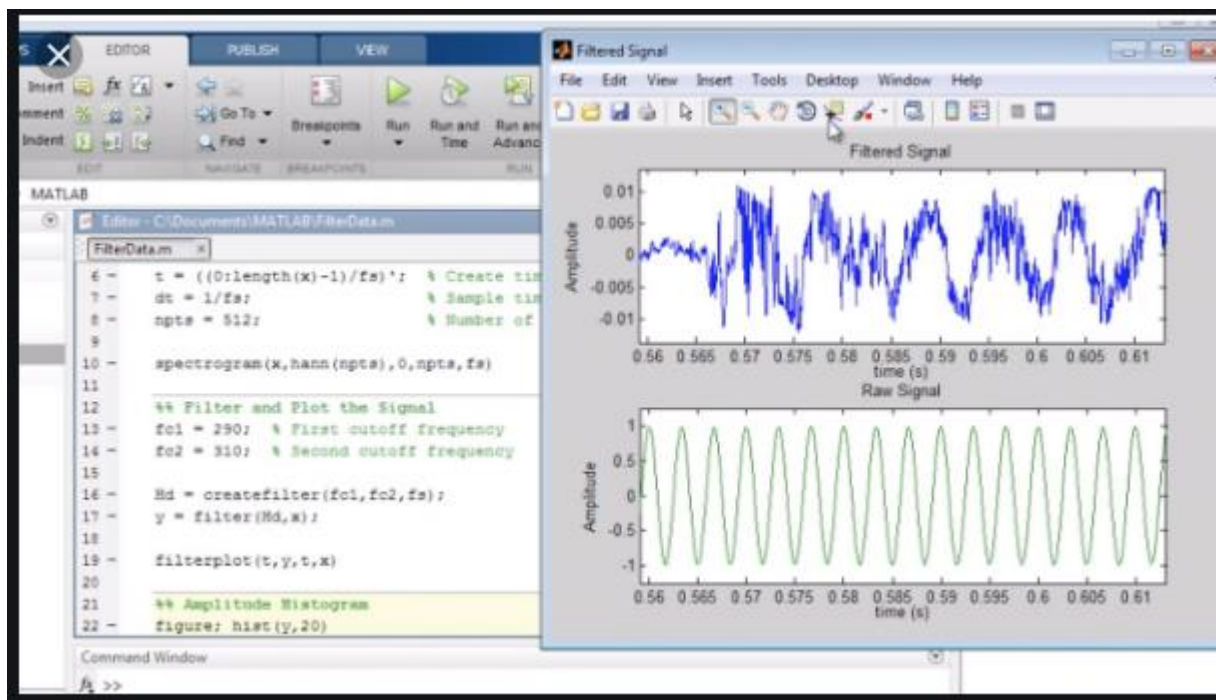 EDITOR PUBLISH VIEW
Insert fx
Go To
Indent Find
Breakpoints Run Run and Time Run and Advanc
EDIT NAVIGATE BREAKPOINTS RUN
MATLAB
Editor - C:\Documents\MATLAB\FilterData.m
FilterData.m ×
6 - t = ((0:length(x)-1)/fs)'; % Create tim
7 - dt = 1/fs; % Sample tim
8 - npts = 512; % Number of
9
10 - spectrogram(x,hann(npts),0,npts,fs)
11
12 %% Filter and Plot the Signal
13 - fc1 = 290; % First cutoff frequency
14 - fc2 = 310; % Second cutoff frequency
15
16 - Hd = createfilter(fc1,fc2,fs);
17 - y = filter(Hd,x);
18
19 - filterplot(t,y,t,x)
20
21 %% Amplitude Histogram
22 - figure; hist(y,20)
Command Window
fx >>
Filtered Signal
File Edit View Insert Tools Desktop Window Help
Filtered Signal
Amplitude
0.01
0.005
0
-0.005
-0.01
0.56 0.565 0.57 0.575 0.58 0.585 0.59 0.595 0.6 0.605 0.61
time (s)
Raw Signal
Amplitude
1
0.5
0
-0.5
-1
0.56 0.565 0.57 0.575 0.58 0.585 0.59 0.595 0.6 0.605 0.61
time (s)